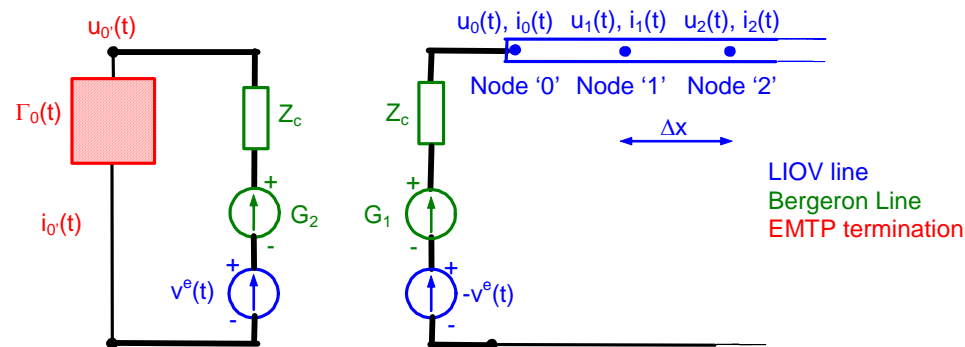 u0'(t)
u0(t), i0(t) u1(t), i1(t) u2(t), i2(t)
Node '0' Node '1' Node '2'
Γ0(t)
Zc
Zc
Δx
LIOV line
Bergeron Line
EMTP termination
i0'(t)
+
G2
-
+
G1
-
+
ve(t)
-
+
-ve(t)
-